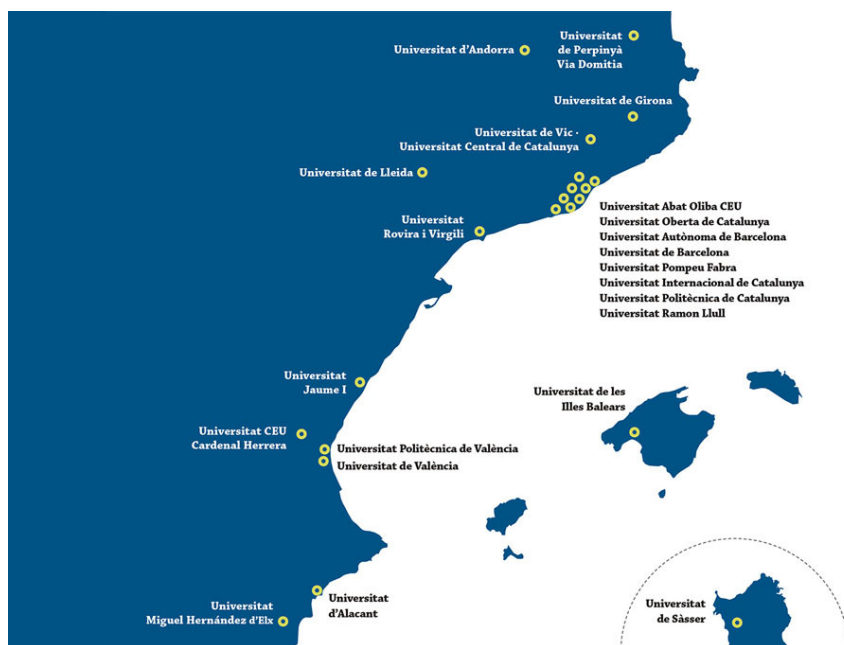 Universitat
de Perpinyà
Via Domitia
Universitat d'Andorra
Universitat de Girona
Universitat de Vic ·
Universitat Central de Catalunya
Universitat de Lleida
Universitat
Rovira i Virgili
Universitat Abat Oliba CEU
Universitat Oberta de Catalunya
Universitat Autònoma de Barcelona
Universitat de Barcelona
Universitat Pompeu Fabra
Universitat Internacional de Catalunya
Universitat Politècnica de Catalunya
Universitat Ramon Llull
Universitat
Jaume I
Universitat de les
Illes Balears
Universitat CEU
Cardenal Herrera
Universitat Politècnica de València
Universitat de València
Universitat
d'Alacant
Universitat
Miguel Hernández d'Elx
Universitat
de Sàsser